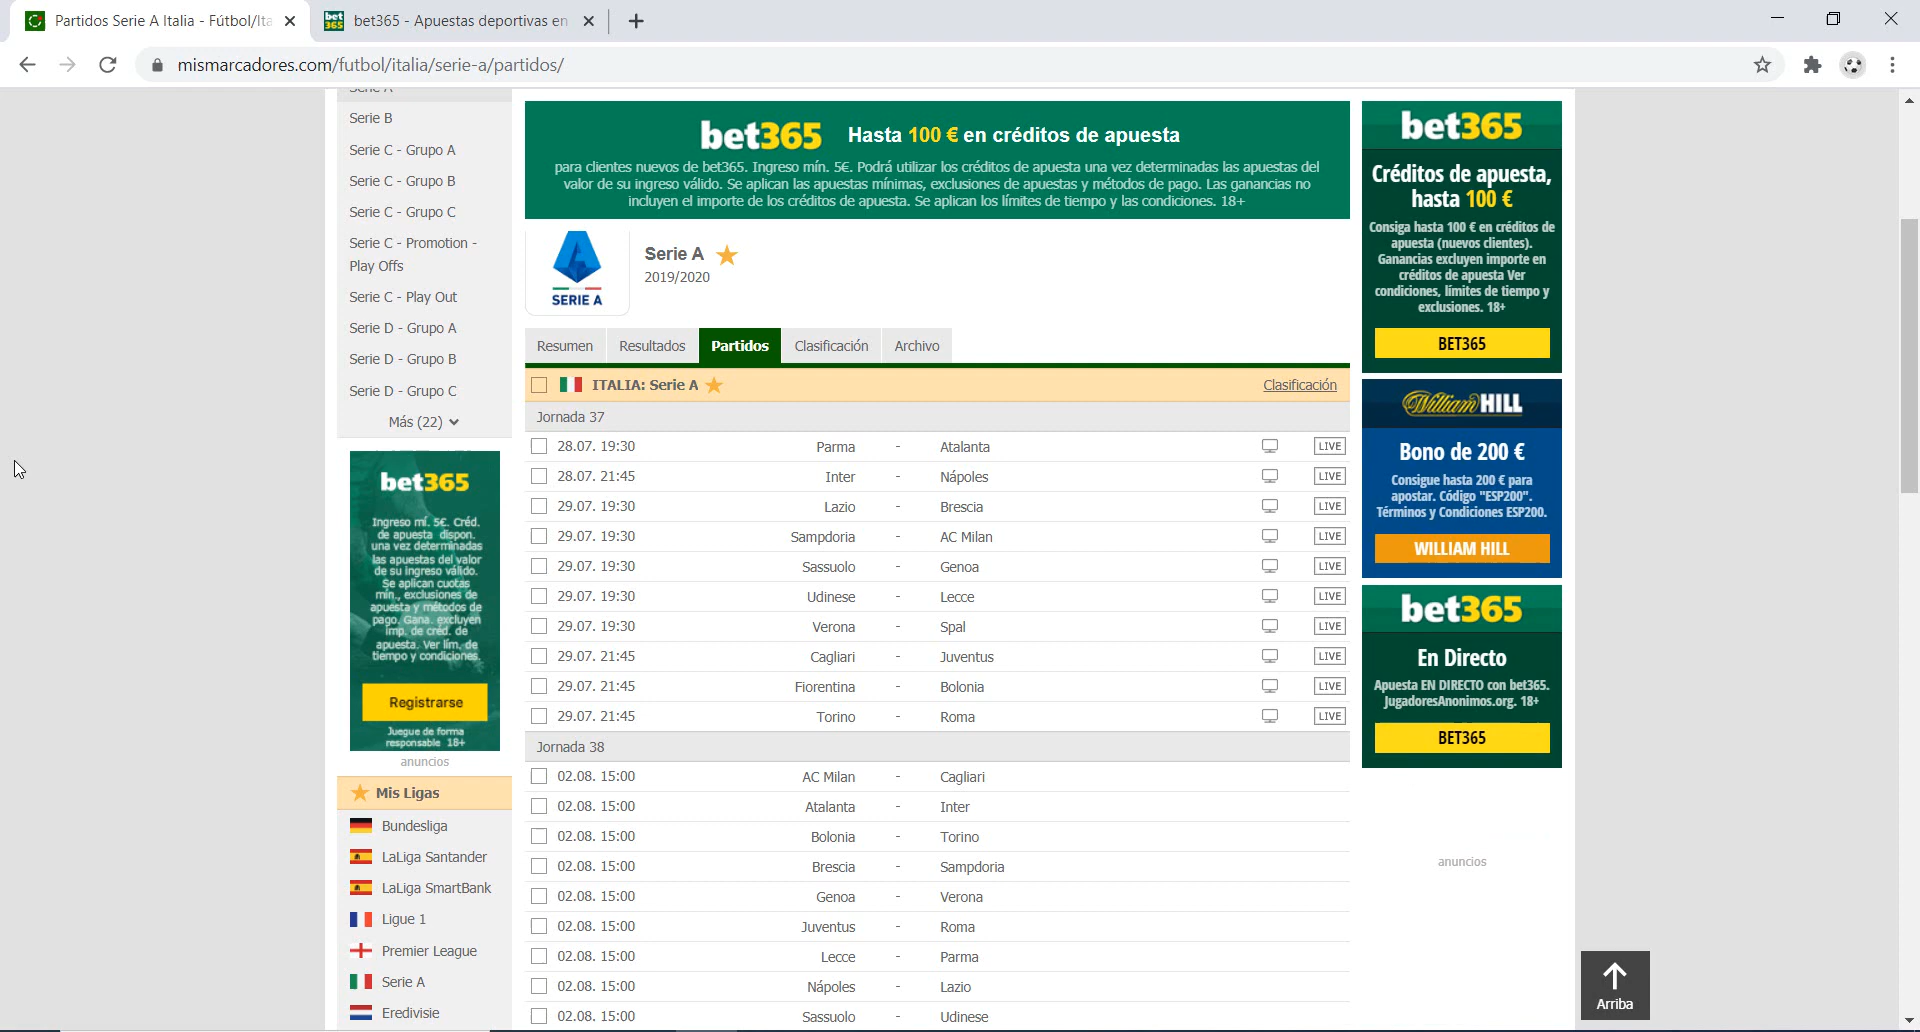 Partidos Serie A Italia - Fútbol/Ita
bet365 - Apuestas deportivas en
mismarcadores.com/futbol/italia/serie-a/partidos/
Serie A
Serie B
Serie C - Grupo A
Serie C - Grupo B
Serie C - Grupo C
Serie C - Promotion -
Play Offs
Serie C - Play Out
Serie D - Grupo A
Serie D - Grupo B
Serie D - Grupo C
Más (22)
bet365
Ingreso mí. 5€. Créd.
de apuesta dispon.
una vez determinadas
las apuestas del valor
de su ingreso válido.
Se aplican cuotas
mín., exclusiones de
apuesta y métodos de
pago. Gana. excluyen
imp. de créd. de
apuesta. Ver lím. de
tiempo y condiciones.
Registrarse
Juegue de forma
responsable 18+
anuncios
Mis Ligas
Bundesliga
LaLiga Santander
LaLiga SmartBank
Ligue 1
Premier League
Serie A
Eredivisie
bet365 Hasta 100 € en créditos de apuesta
para clientes nuevos de bet365. Ingreso mín. 5€. Podrá utilizar los créditos de apuesta una vez determinadas las apuestas del
valor de su ingreso válido. Se aplican las apuestas mínimas, exclusiones de apuestas y métodos de pago. Las ganancias no
incluyen el importe de los créditos de apuesta. Se aplican los límites de tiempo y las condiciones. 18+
SERIE A
Serie A
2019/2020
Resumen Resultados Partidos Clasificación Archivo
ITALIA: Serie A Clasificación
Jornada 37
28.07. 19:30 Parma - Atalanta LIVE
28.07. 21:45 Inter - Nápoles LIVE
29.07. 19:30 Lazio - Brescia LIVE
29.07. 19:30 Sampdoria - AC Milan LIVE
29.07. 19:30 Sassuolo - Genoa LIVE
29.07. 19:30 Udinese - Lecce LIVE
29.07. 19:30 Verona - Spal LIVE
29.07. 21:45 Cagliari - Juventus LIVE
29.07. 21:45 Fiorentina - Bolonia LIVE
29.07. 21:45 Torino - Roma LIVE
Jornada 38
02.08. 15:00 AC Milan - Cagliari
02.08. 15:00 Atalanta - Inter
02.08. 15:00 Bolonia - Torino
02.08. 15:00 Brescia - Sampdoria
02.08. 15:00 Genoa - Verona
02.08. 15:00 Juventus - Roma
02.08. 15:00 Lecce - Parma
02.08. 15:00 Nápoles - Lazio
02.08. 15:00 Sassuolo - Udinese
bet365
Créditos de apuesta,
hasta 100 €
Consiga hasta 100 € en créditos de
apuesta (nuevos clientes).
Ganancias excluyen importe en
créditos de apuesta Ver
condiciones, límites de tiempo y
exclusiones. 18+
BET365
William HILL
Bono de 200 €
Consigue hasta 200 € para
apostar. Código "ESP200".
Términos y Condiciones ESP200.
WILLIAM HILL
bet365
En Directo
Apuesta EN DIRECTO con bet365.
JugadoresAnonimos.org. 18+
BET365
anuncios
Arriba